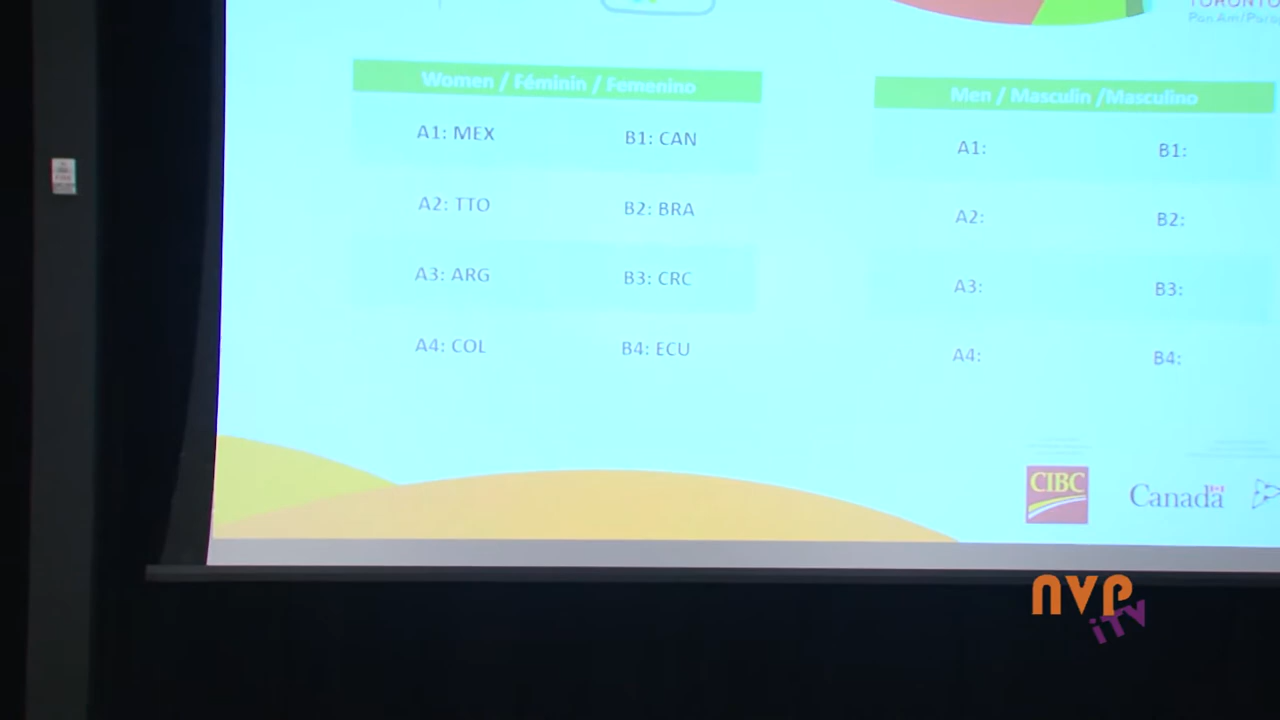 TORONTO
Women / Féminin / Femenino
A1: MEX B1: CAN
A2: TTO B2: BRA
A3: ARG B3: CRC
A4: COL B4: ECU
Men / Masculin /Masculino
A1: B1:
A2: B2:
A3: B3:
A4: B4:
CIBC
Canada
nvp
iTV